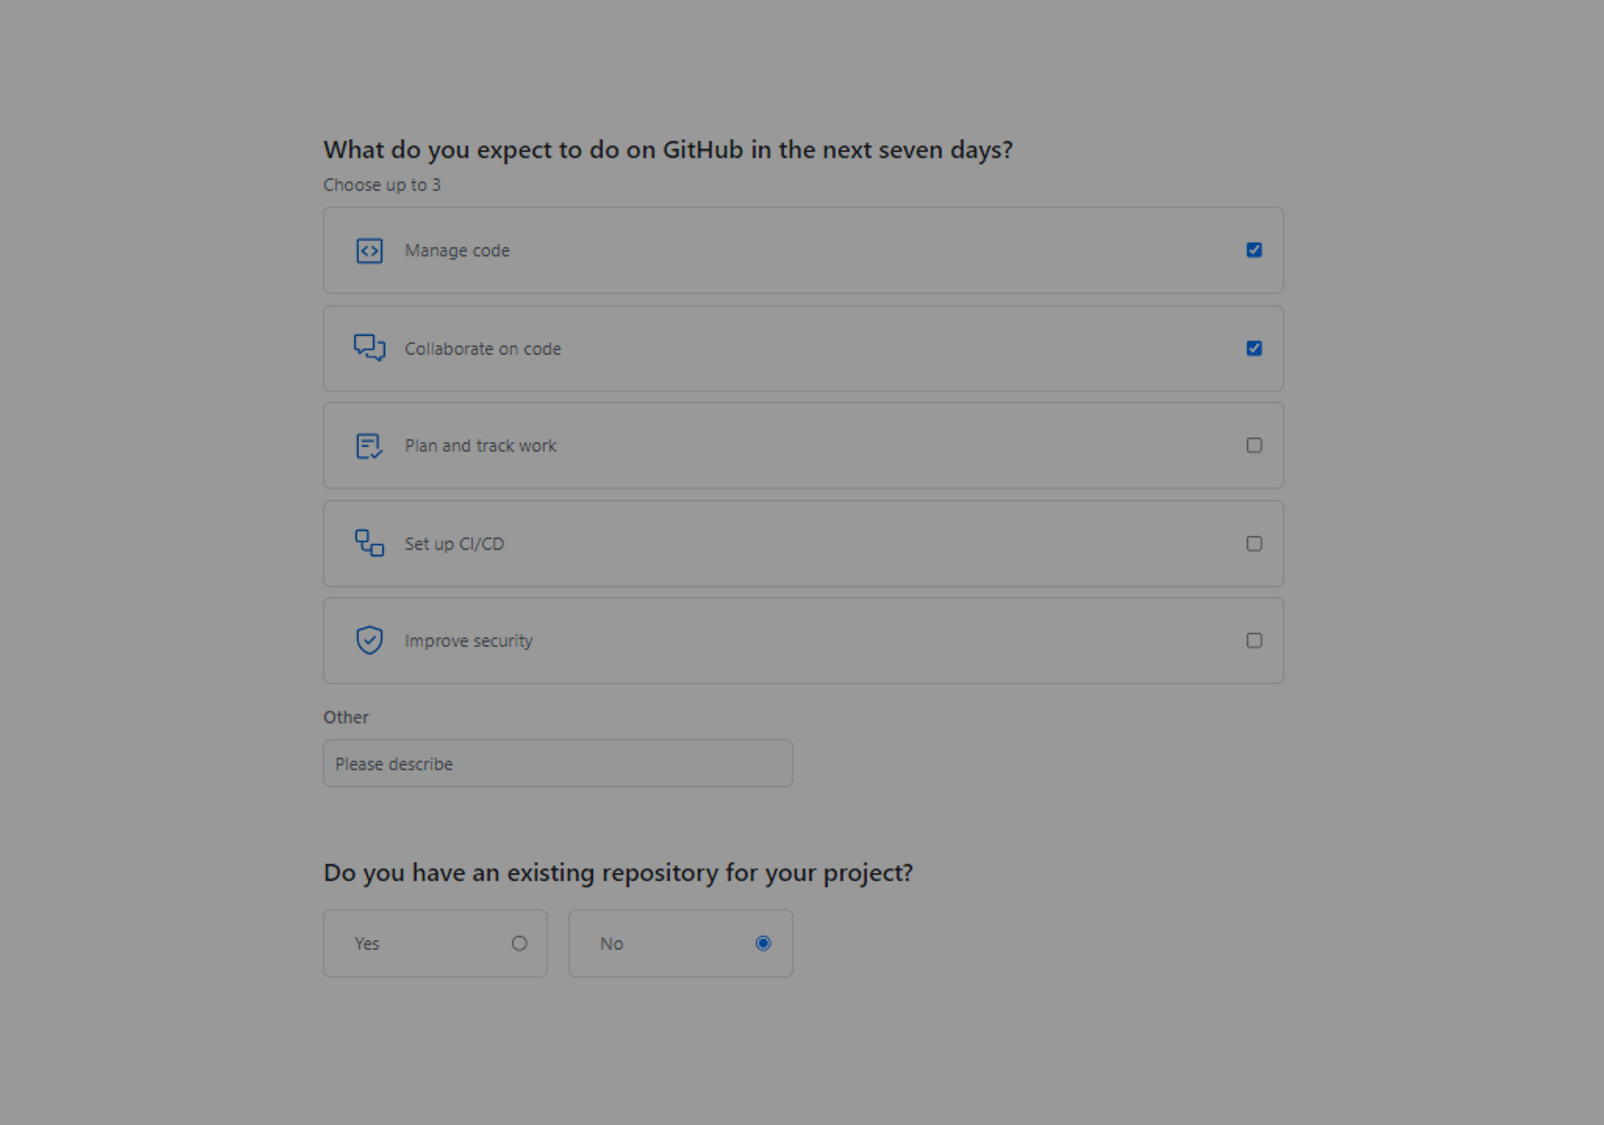 What do you expect to do on GitHub in the next seven days?
Choose up to 3
Manage code
Collaborate on code
Plan and track work
Set up CI/CD
Improve security
Other
Please describe
Do you have an existing repository for your project?
Yes
No